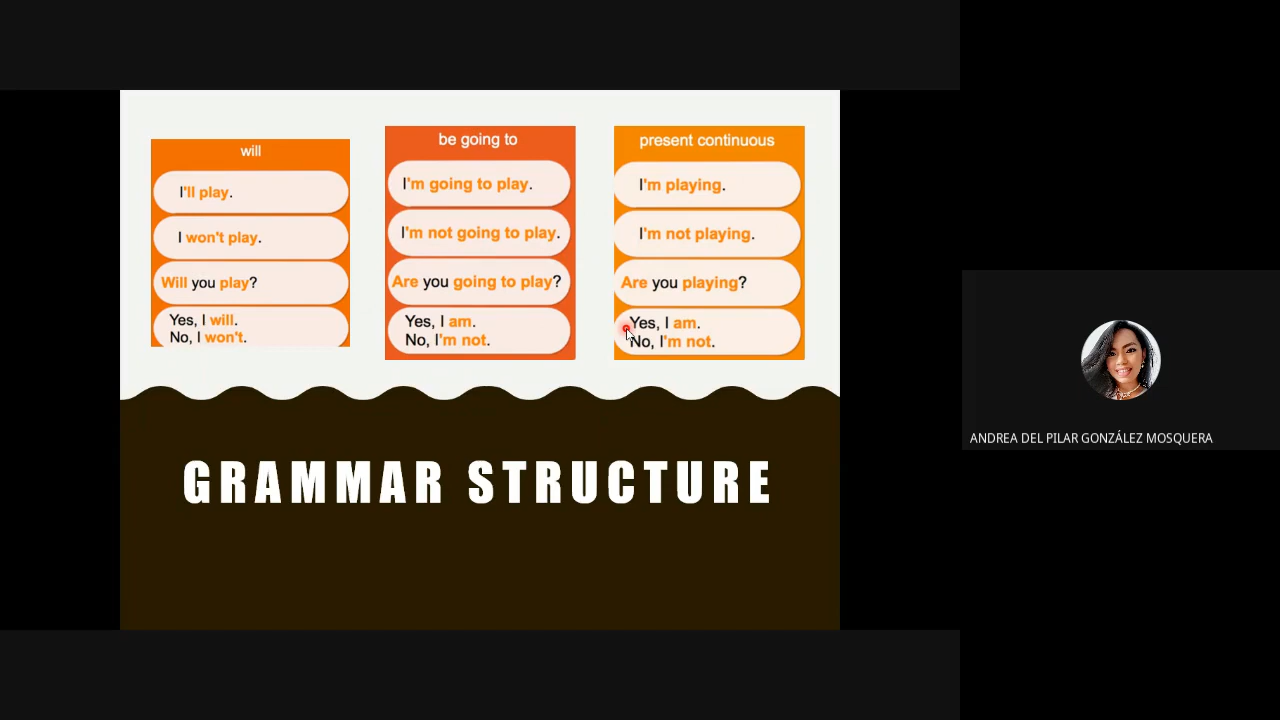 will
I'll play.
I won't play.
Will you play?
Yes, I will.
No, I won't.
be going to
I'm going to play.
I'm not going to play.
Are you going to play?
Yes, I am.
No, I'm not.
present continuous
I'm playing.
I'm not playing.
Are you playing?
Yes, I am.
No, I'm not.
GRAMMAR STRUCTURE
ANDREA DEL PILAR GONZÁLEZ MOSQUERA